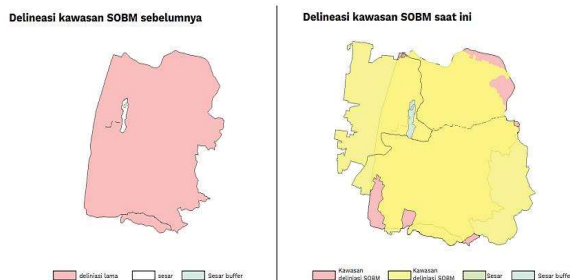 Delineasi kawasan SOBM sebelumnya
deliniasi lama
sesar
Sesar buffer
Delineasi kawasan SOBM saat ini
Kawasan
deliniasi SOBM
Kawasan
deliniasi SOBM
Sesar
Sesar buffer